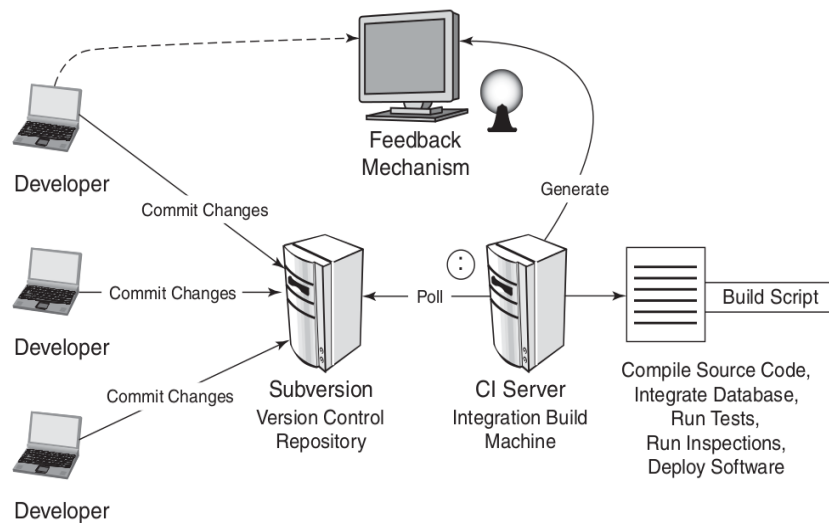 Feedback
Mechanism
Developer
Commit Changes
Generate
Developer
Commit Changes
Poll
Build Script
Commit Changes
Subversion
Version Control
Repository
CI Server
Integration Build
Machine
Compile Source Code,
Integrate Database,
Run Tests,
Run Inspections,
Deploy Software
Developer